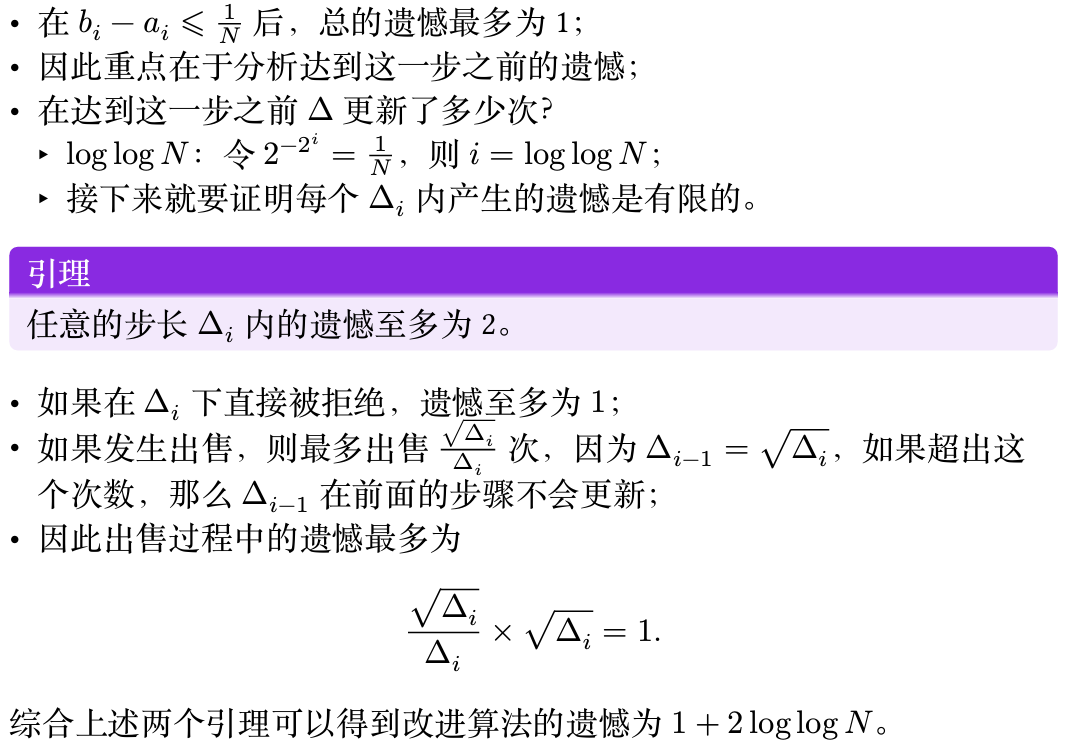 • 在 $b_i - a_i \leqslant \frac{1}{N}$ 后，总的遗憾最多为 1；
• 因此重点在于分析达到这一步之前的遗憾；
• 在达到这一步之前 $\Delta$ 更新了多少次？
‣ $\log \log N$：令 $2^{-2^i} = \frac{1}{N}$，则 $i = \log \log N$；
‣ 接下来就要证明每个 $\Delta_i$ 内产生的遗憾是有限的。
引理
任意的步长 $\Delta_i$ 内的遗憾至多为 2。
• 如果在 $\Delta_i$ 下直接被拒绝，遗憾至多为 1；
• 如果发生出售，则最多出售 $\frac{\sqrt{\Delta_i}}{\Delta_i}$ 次，因为 $\Delta_{i-1} = \sqrt{\Delta_i}$，如果超出这
个次数，那么 $\Delta_{i-1}$ 在前面的步骤不会更新；
• 因此出售过程中的遗憾最多为
$\frac{\sqrt{\Delta_i}}{\Delta_i} \times \sqrt{\Delta_i} = 1.$
综合上述两个引理可以得到改进算法的遗憾为 $1 + 2 \log \log N$。